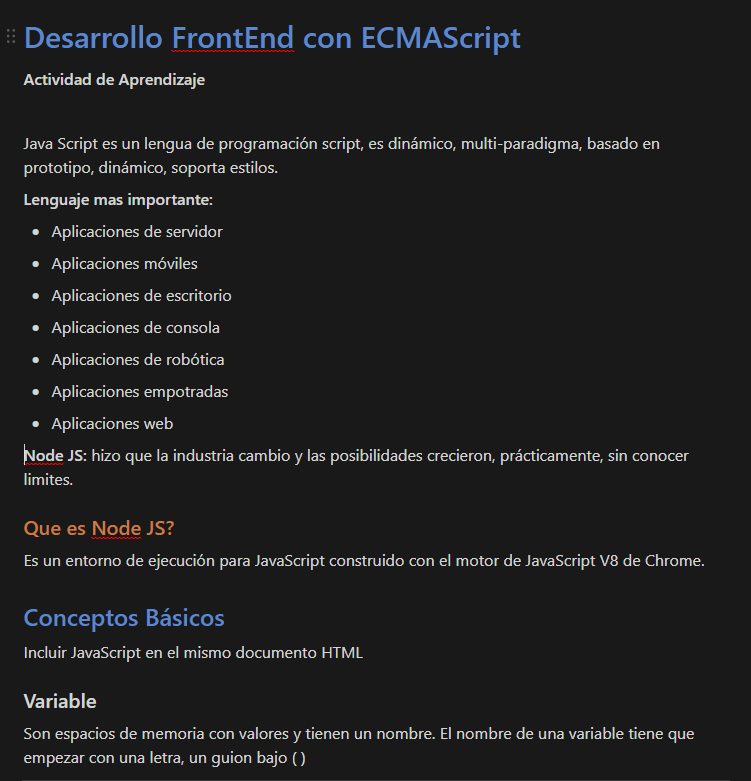 Desarrollo FrontEnd con ECMAScript
Actividad de Aprendizaje
Java Script es un lengua de programación script, es dinámico, multi-paradigma, basado en
prototipo, dinámico, soporta estilos.
Lenguaje mas importante:
Aplicaciones de servidor
Aplicaciones móviles
Aplicaciones de escritorio
Aplicaciones de consola
Aplicaciones de robótica
Aplicaciones empotradas
Aplicaciones web
Node JS: hizo que la industria cambio y las posibilidades crecieron, prácticamente, sin conocer
limites.
Que es Node JS?
Es un entorno de ejecución para JavaScript construido con el motor de JavaScript V8 de Chrome.
Conceptos Básicos
Incluir JavaScript en el mismo documento HTML
Variable
Son espacios de memoria con valores y tienen un nombre. El nombre de una variable tiene que
empezar con una letra, un guion bajo ( )